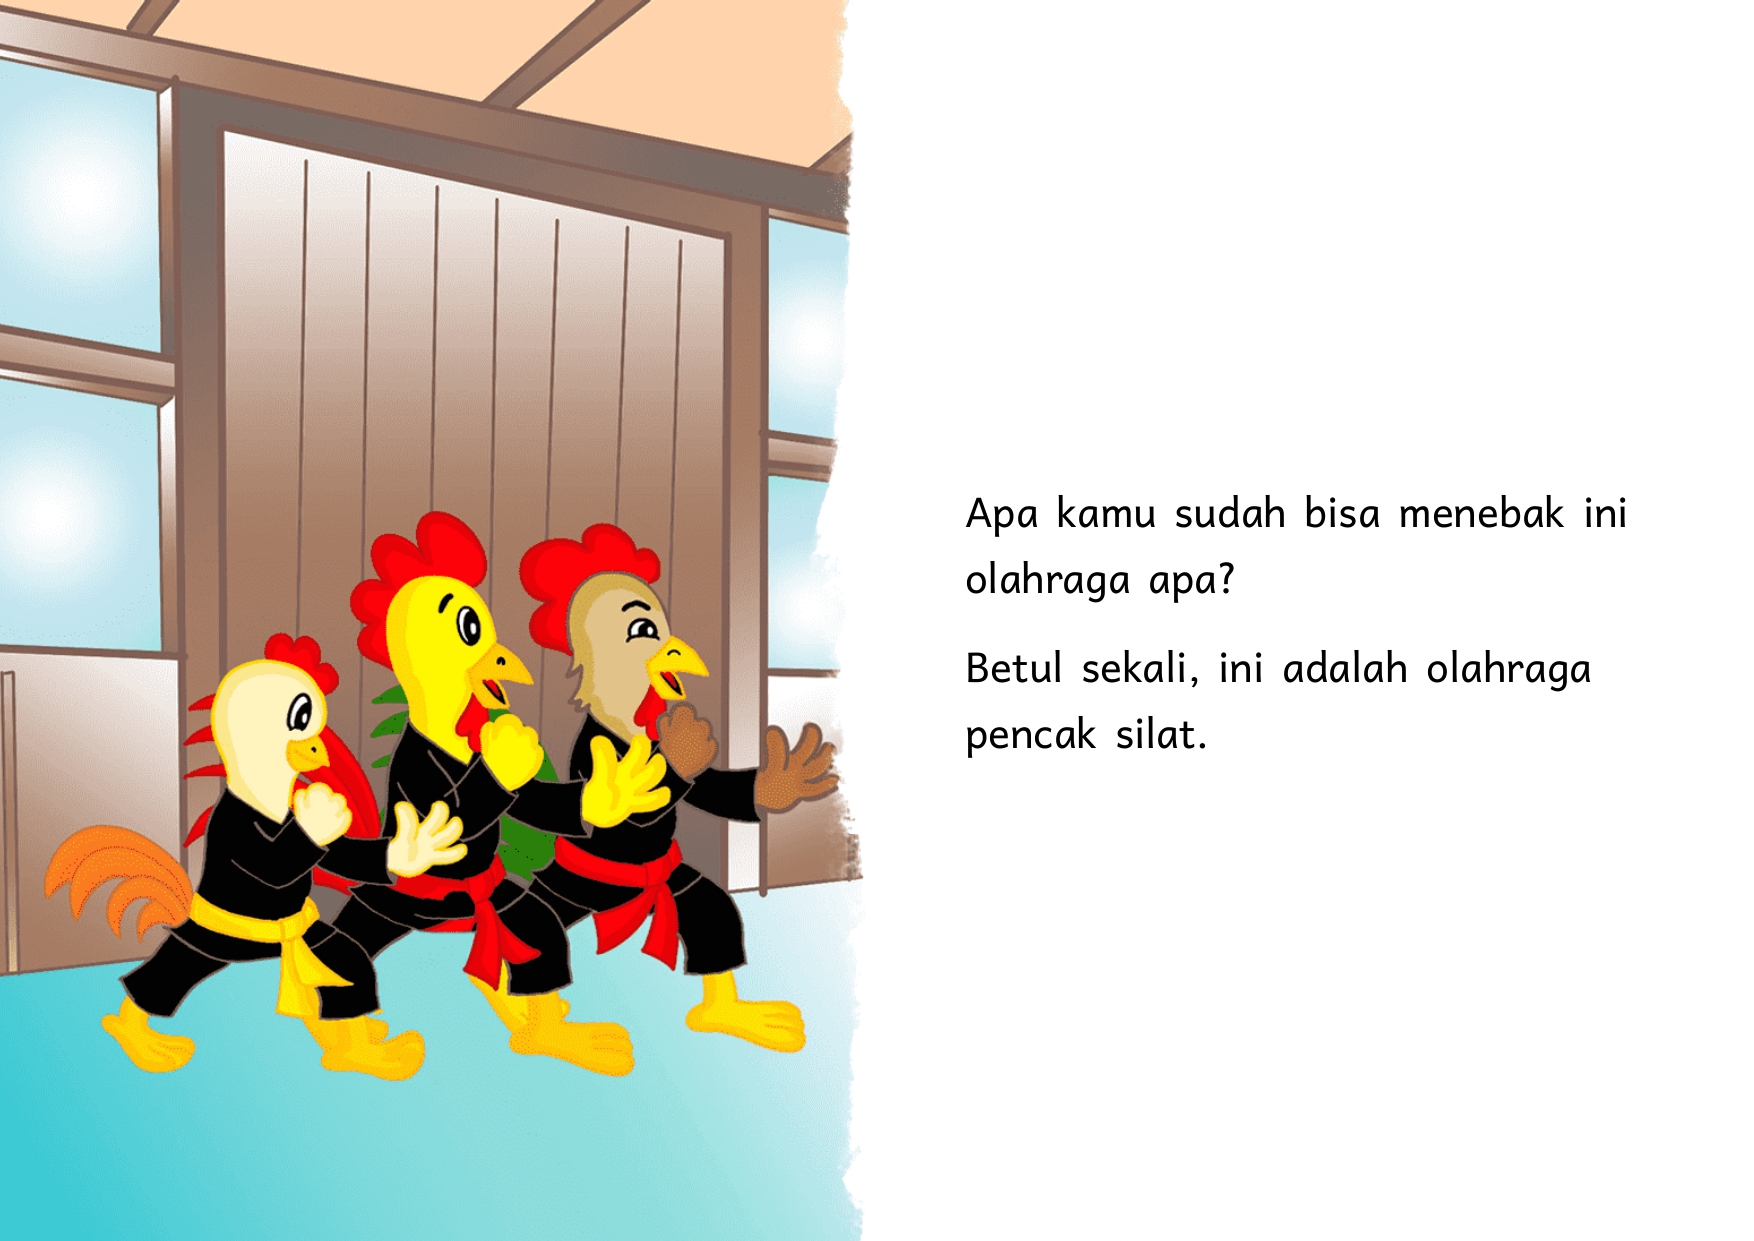 Apa kamu sudah bisa menebak ini
olahraga apa?
Betul sekali, ini adalah olahraga
pencak silat.